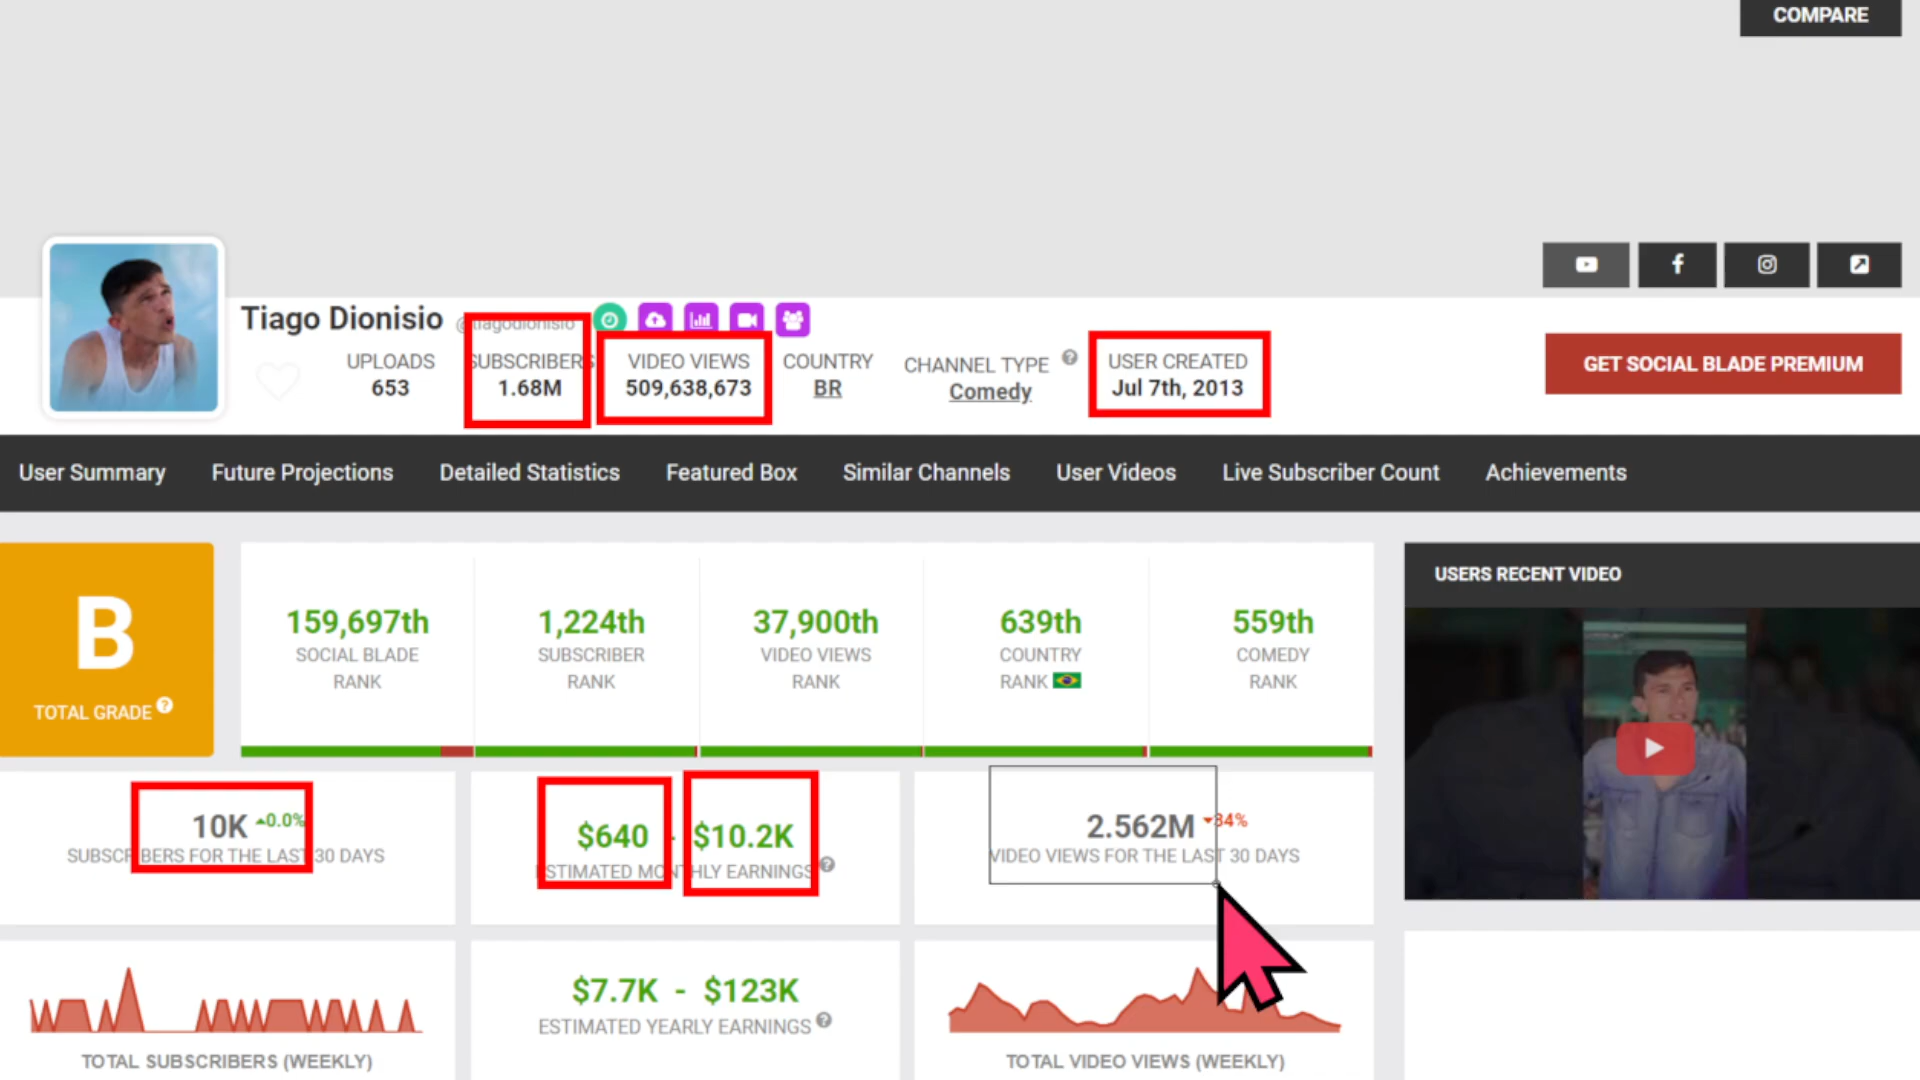 COMPARE
Tiago Dionisio @tiagodionisio
UPLOADS
653
SUBSCRIBERS
1.68M
VIDEO VIEWS
509,638,673
COUNTRY
BR
CHANNEL TYPE
Comedy
USER CREATED
Jul 7th, 2013
GET SOCIAL BLADE PREMIUM
User Summary Future Projections Detailed Statistics Featured Box Similar Channels User Videos Live Subscriber Count Achievements
B
TOTAL GRADE
159,697th
SOCIAL BLADE
RANK
1,224th
SUBSCRIBER
RANK
37,900th
VIDEO VIEWS
RANK
639th
COUNTRY
RANK
559th
COMEDY
RANK
USERS RECENT VIDEO
10K 0.0%
SUBSCRIBERS FOR THE LAST 30 DAYS
$640 - $10.2K
ESTIMATED MONTHLY EARNINGS
2.562M 34%
VIDEO VIEWS FOR THE LAST 30 DAYS
$7.7K - $123K
ESTIMATED YEARLY EARNINGS
TOTAL SUBSCRIBERS (WEEKLY)
TOTAL VIDEO VIEWS (WEEKLY)